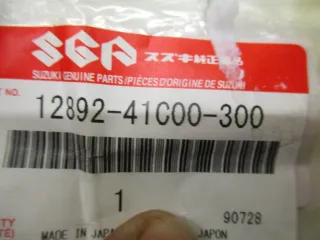 SGP スズキ純正部品
SUZUKI GENUINE PARTS/PIÈCES D'ORIGINE DE SUZUKI
NO.
12892-41C00-300
1
90728
MADE IN JAPAN
JAPON